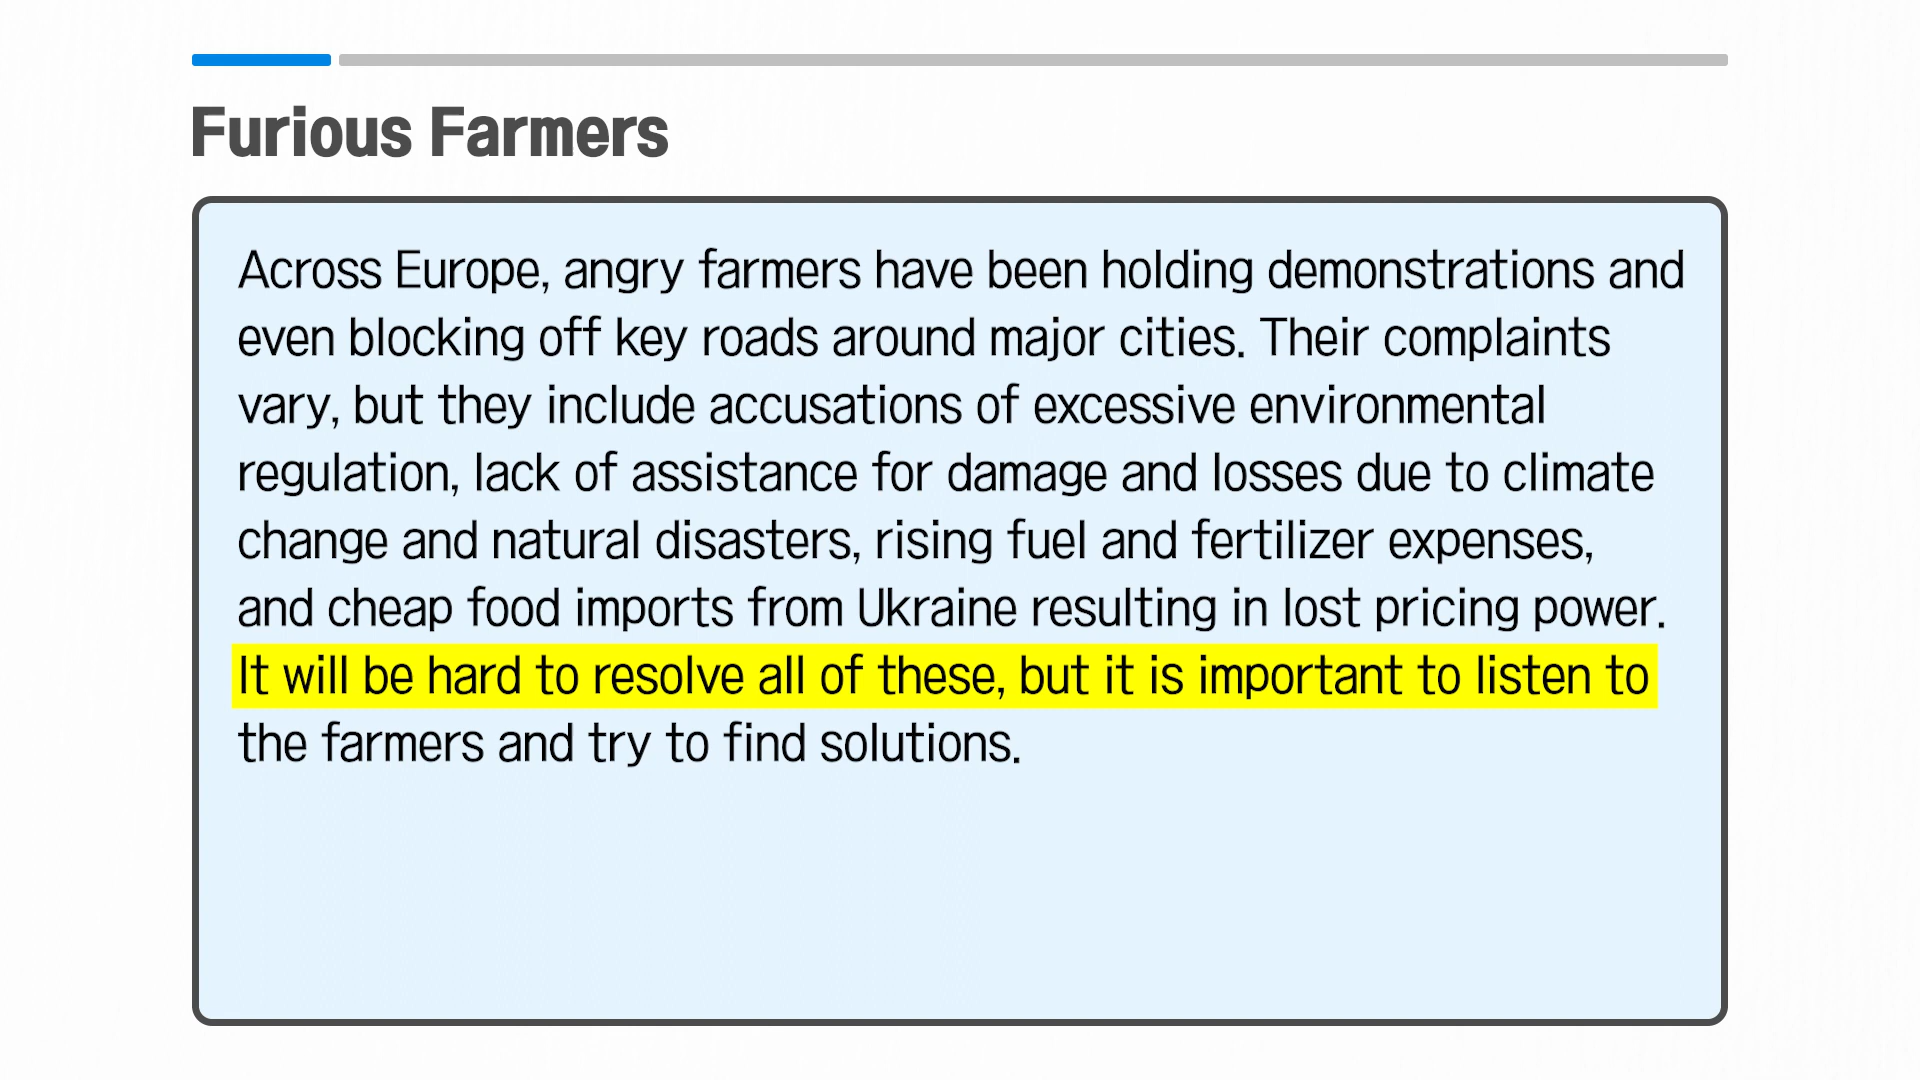 Furious Farmers
Across Europe, angry farmers have been holding demonstrations and
even blocking off key roads around major cities. Their complaints
vary, but they include accusations of excessive environmental
regulation, lack of assistance for damage and losses due to climate
change and natural disasters, rising fuel and fertilizer expenses,
and cheap food imports from Ukraine resulting in lost pricing power.
It will be hard to resolve all of these, but it is important to listen to
the farmers and try to find solutions.